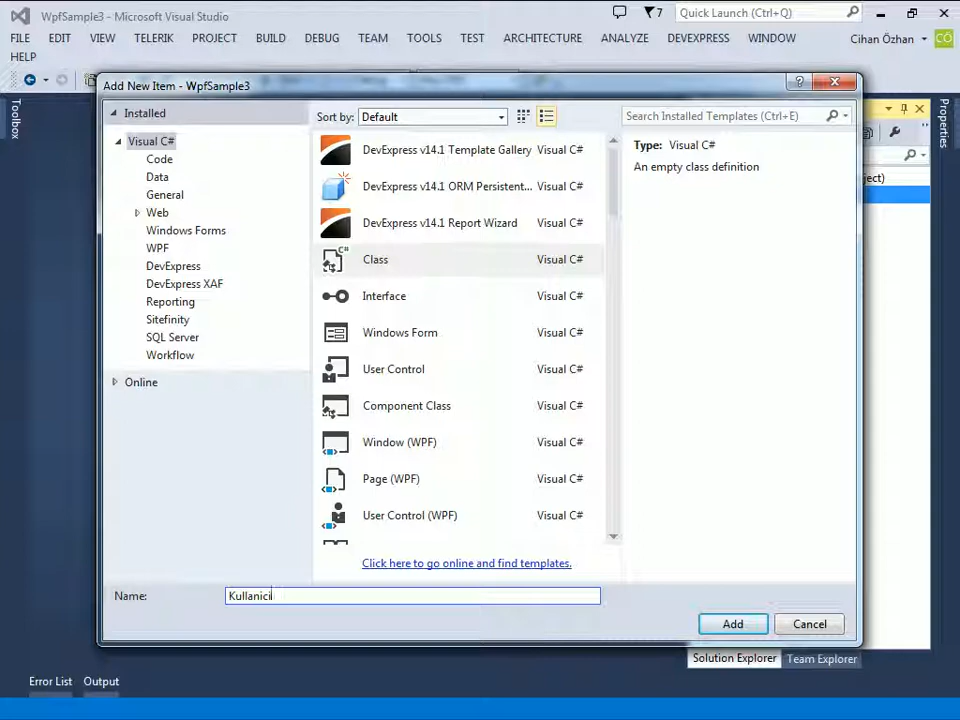 WpfSample3 - Microsoft Visual Studio
7
Quick Launch (Ctrl+Q)
FILE EDIT VIEW TELERIK PROJECT BUILD DEBUG TEAM TOOLS TEST ARCHITECTURE ANALYZE DEVEXPRESS WINDOW
Cihan Özhan CÖ
HELP
Add New Item - WpfSample3
Toolbox
Properties
Installed
Sort by: Default
Search Installed Templates (Ctrl+E)
Visual C#
Code
Data
General
Web
Windows Forms
WPF
DevExpress
DevExpress XAF
Reporting
Sitefinity
SQL Server
Workflow
Online
DevExpress v14.1 Template Gallery Visual C#
DevExpress v14.1 ORM Persistent... Visual C#
DevExpress v14.1 Report Wizard Visual C#
Class Visual C#
Interface Visual C#
Windows Form Visual C#
User Control Visual C#
Component Class Visual C#
Window (WPF) Visual C#
Page (WPF) Visual C#
User Control (WPF) Visual C#
Click here to go online and find templates.
Type: Visual C#
An empty class definition
ject)
Name: Kullanici
Add Cancel
Solution Explorer Team Explorer
Error List Output